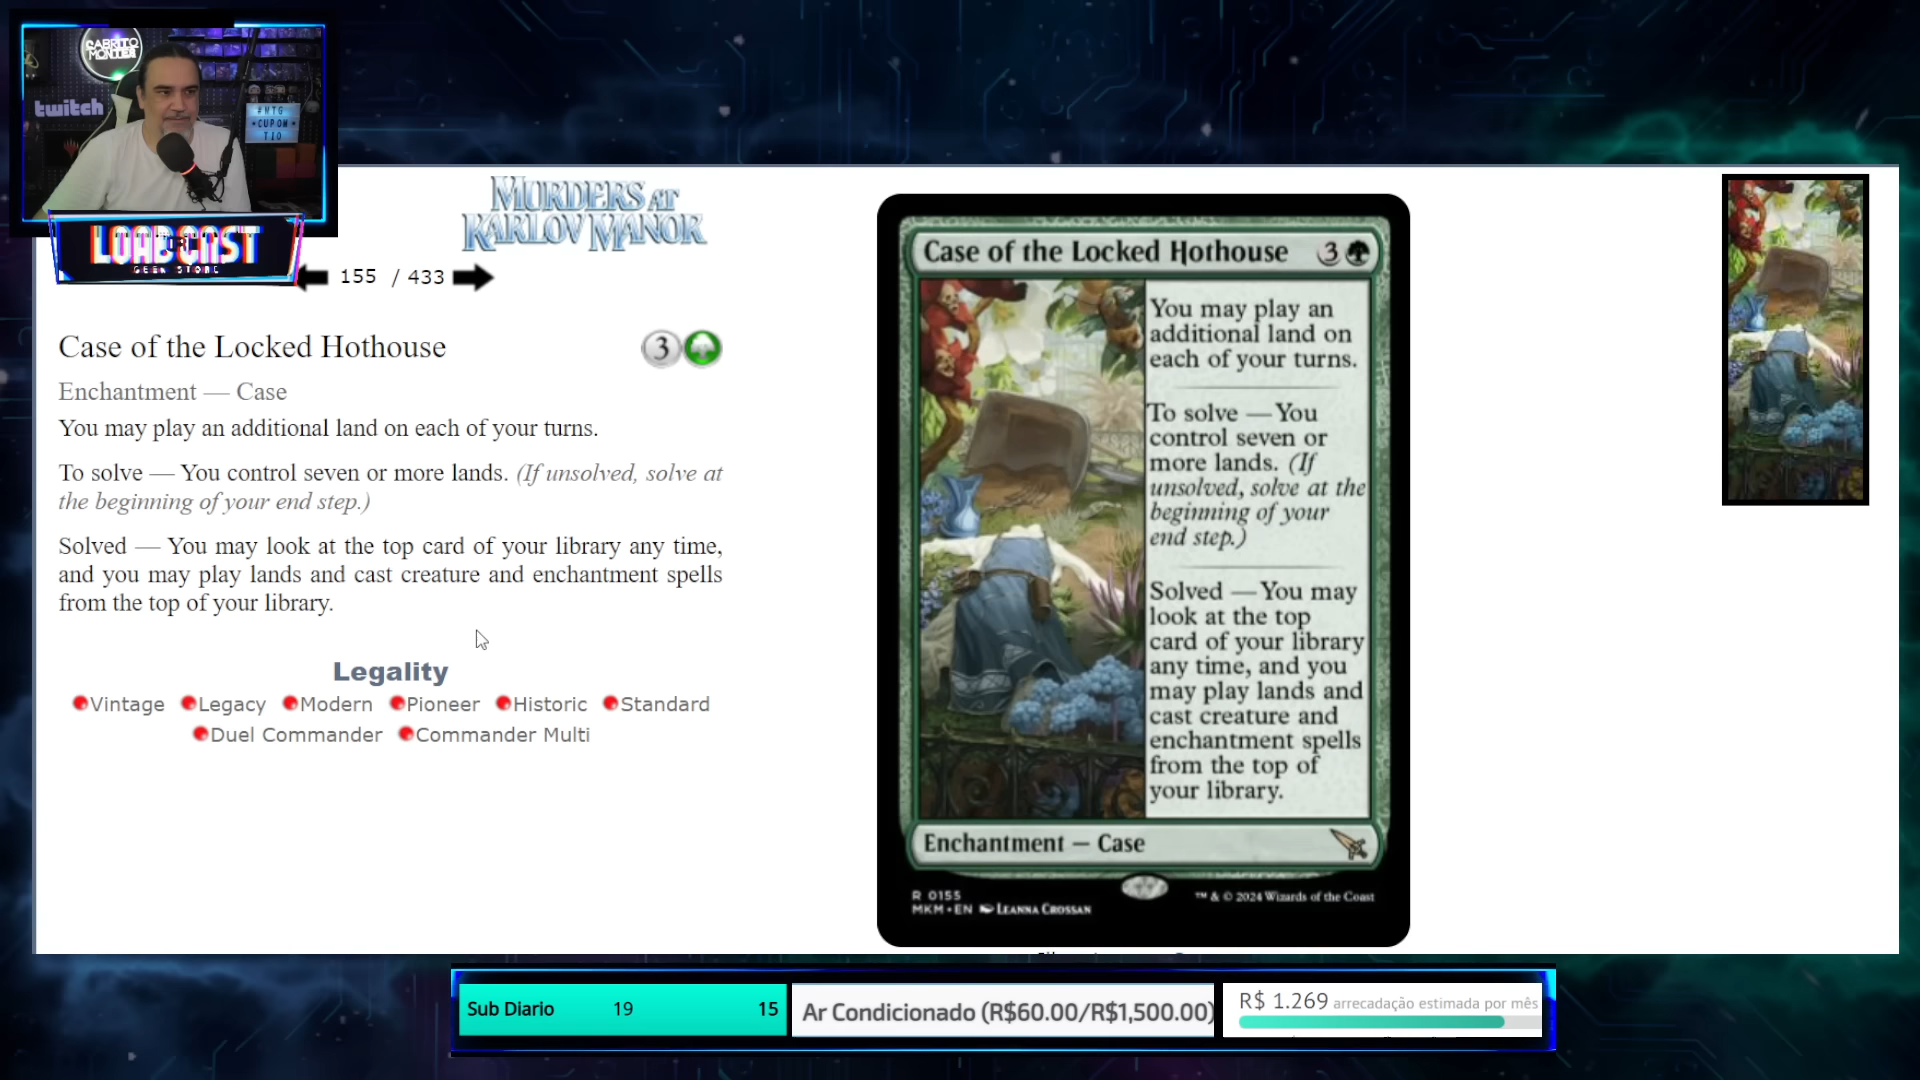 CABRITO
MONTÊS
twitch
#MTG
•CUPOM•
TIO
LOADCAST
GEEK STORE
MURDERS AT
KARLOV MANOR
155 / 433
Case of the Locked Hothouse 3
Enchantment — Case
You may play an additional land on each of your turns.
To solve — You control seven or more lands. (If unsolved, solve at
the beginning of your end step.)
Solved — You may look at the top card of your library any time,
and you may play lands and cast creature and enchantment spells
from the top of your library.
Legality
Vintage Legacy Modern Pioneer Historic Standard
Duel Commander Commander Multi
Case of the Locked Hothouse 3
You may play an
additional land on
each of your turns.
To solve — You
control seven or
more lands. (If
unsolved, solve at the
beginning of your
end step.)
Solved — You may
look at the top
card of your library
any time, and you
may play lands and
cast creature and
enchantment spells
from the top of
your library.
Enchantment — Case
R 0155
MKM • EN LEANNA CROSSAN
™ & © 2024 Wizards of the Coast
Sub Diario 19 15
Ar Condicionado (R$60.00/R$1,500.00)
R$ 1.269 arrecadação estimada por mês